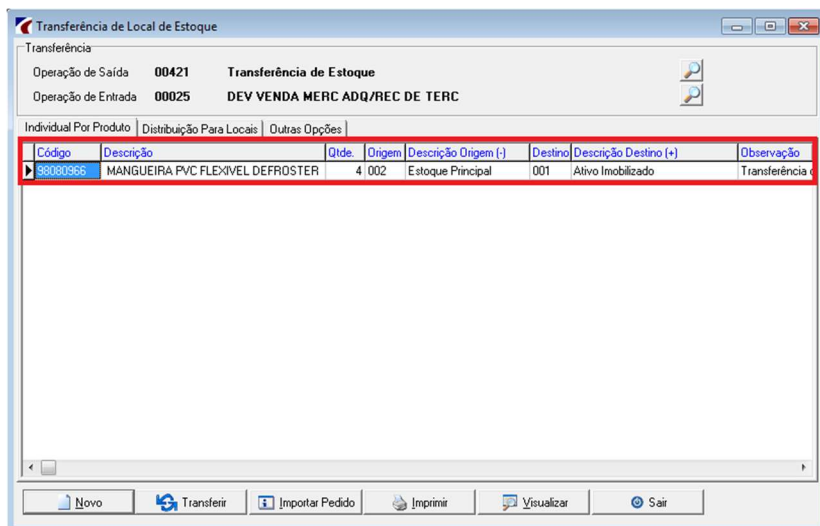 Transferência de Local de Estoque
Transferência
Operação de Saída 00421 Transferência de Estoque
Operação de Entrada 00025 DEV VENDA MERC ADQ/REC DE TERC
Individual Por Produto Distribuição Para Locais Outras Opções
Código Descrição Qtde. Origem Descrição Origem (-) Destino Descrição Destino (+) Observação
98080966 MANGUEIRA PVC FLEXIVEL DEFROSTER 4 002 Estoque Principal 001 Ativo Imobilizado Transferência
Novo Transferir Importar Pedido Imprimir Visualizar Sair